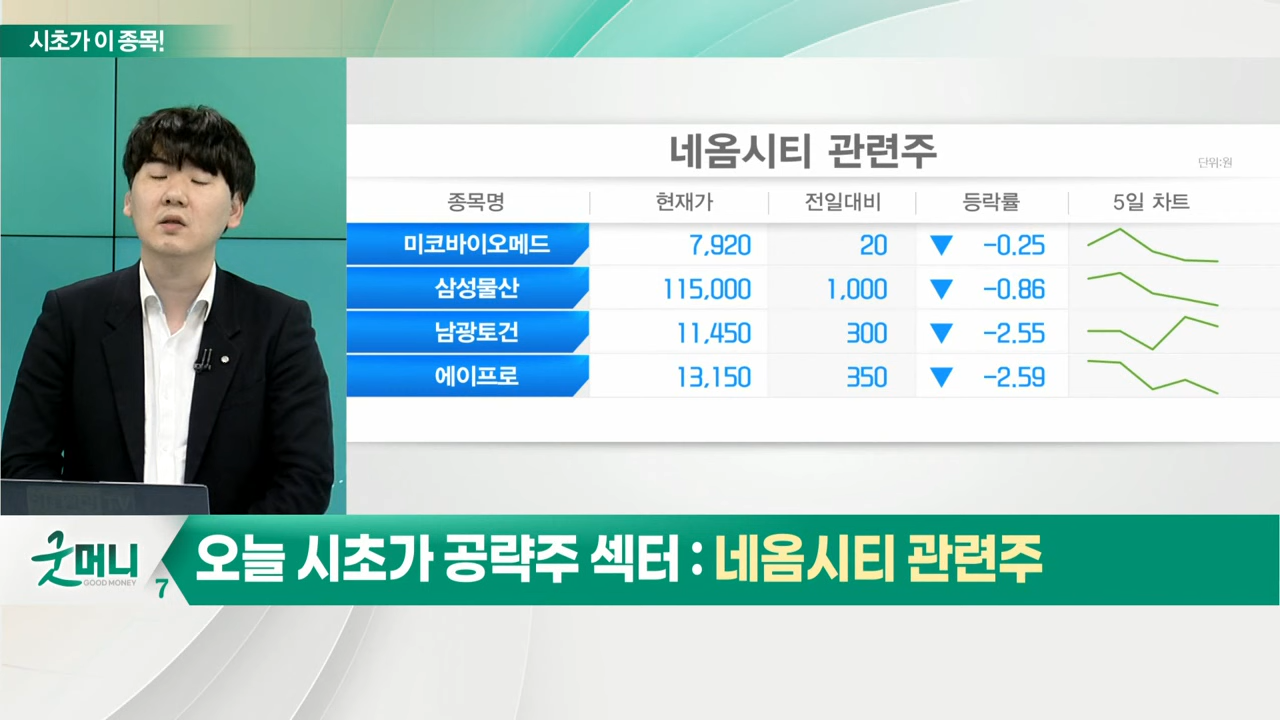 시초가 이 종목!
네옴시티 관련주
단위:원
종목명 현재가 전일대비 등락률 5일 차트
미코바이오메드 7,920 20 ▼ -0.25
삼성물산 115,000 1,000 ▼ -0.86
남광토건 11,450 300 ▼ -2.55
에이프로 13,150 350 ▼ -2.59
굿머니
GOOD MONEY
7
오늘 시초가 공략주 섹터 : 네옴시티 관련주